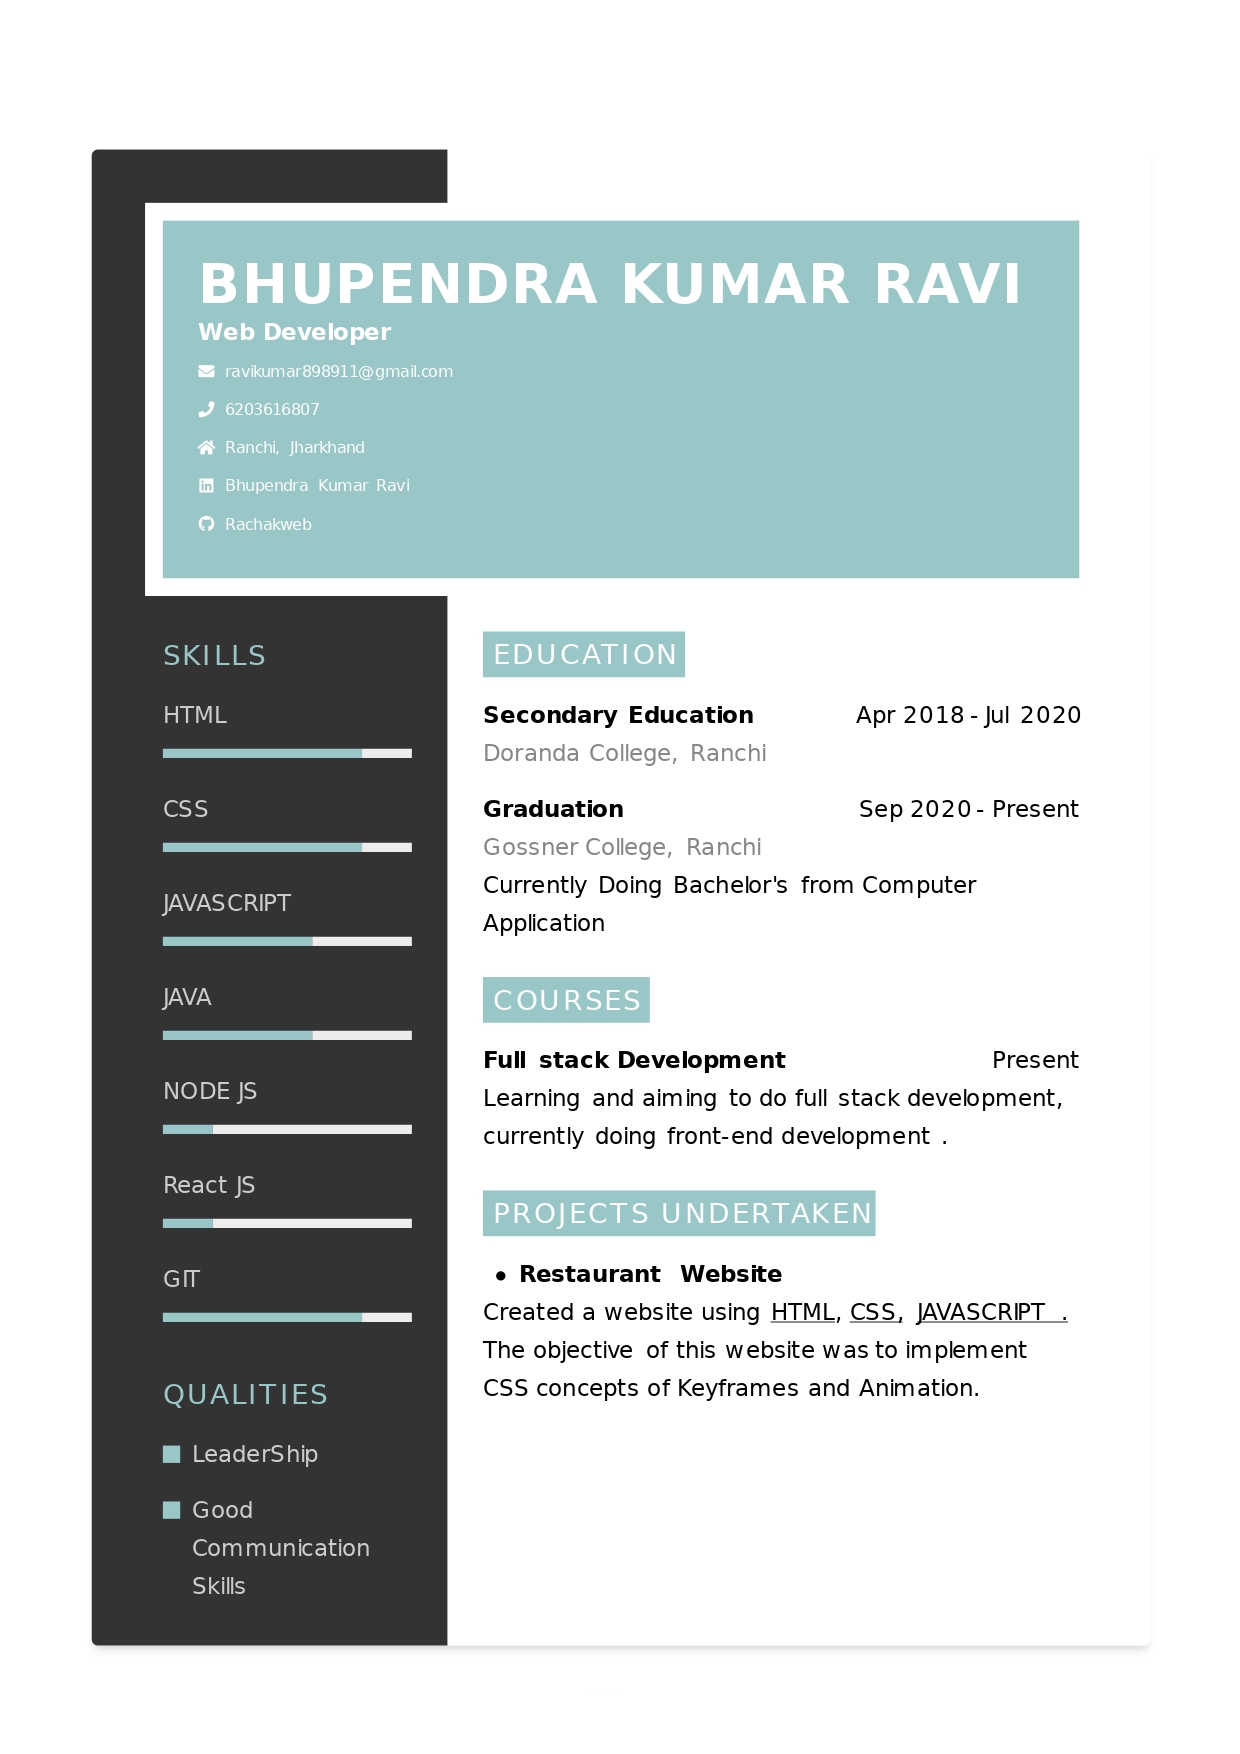 BHUPENDRA KUMAR RAVI
Web Developer
ravikumar898911@gmail.com
6203616807
Ranchi, Jharkhand
Bhupendra Kumar Ravi
Rachakweb
SKILLS
HTML
CSS
JAVASCRIPT
JAVA
NODE JS
React JS
GIT
QUALITIES
LeaderShip
Good
Communication
Skills
EDUCATION
Secondary Education Apr 2018 - Jul 2020
Doranda College, Ranchi
Graduation Sep 2020 - Present
Gossner College, Ranchi
Currently Doing Bachelor's from Computer
Application
COURSES
Full stack Development Present
Learning and aiming to do full stack development,
currently doing front-end development .
PROJECTS UNDERTAKEN
• Restaurant Website
Created a website using HTML, CSS, JAVASCRIPT .
The objective of this website was to implement
CSS concepts of Keyframes and Animation.